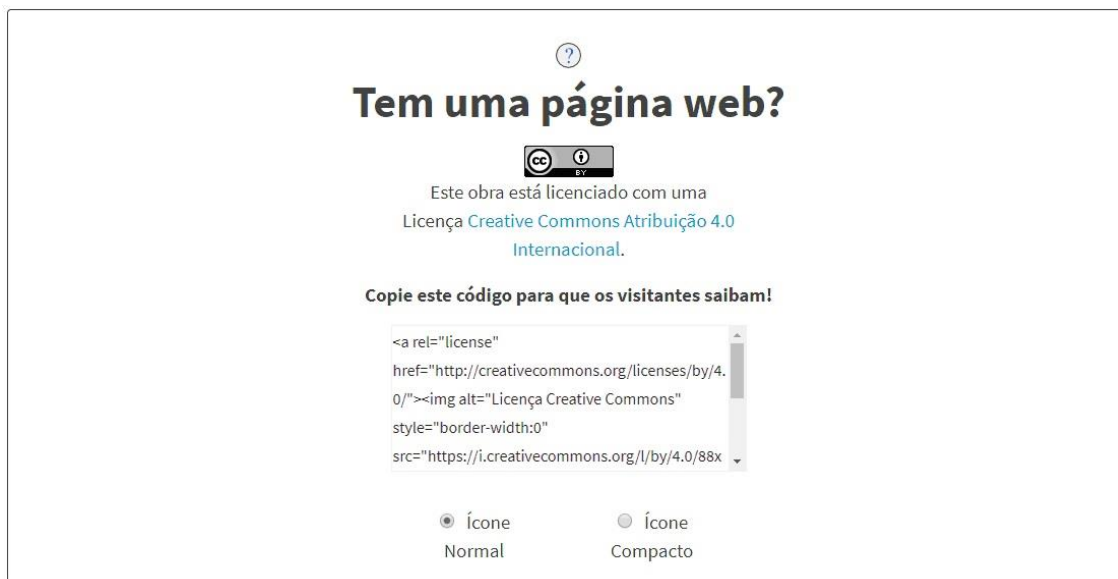 ?
Tem uma página web?
cc BY
Este obra está licenciado com uma
Licença Creative Commons Atribuição 4.0
Internacional.
Copie este código para que os visitantes saibam!
<a rel="license"
href="http://creativecommons.org/licenses/by/4.
0/"><img alt="Licença Creative Commons"
style="border-width:0"
src="https://i.creativecommons.org/l/by/4.0/88x
Ícone Ícone
Normal Compacto